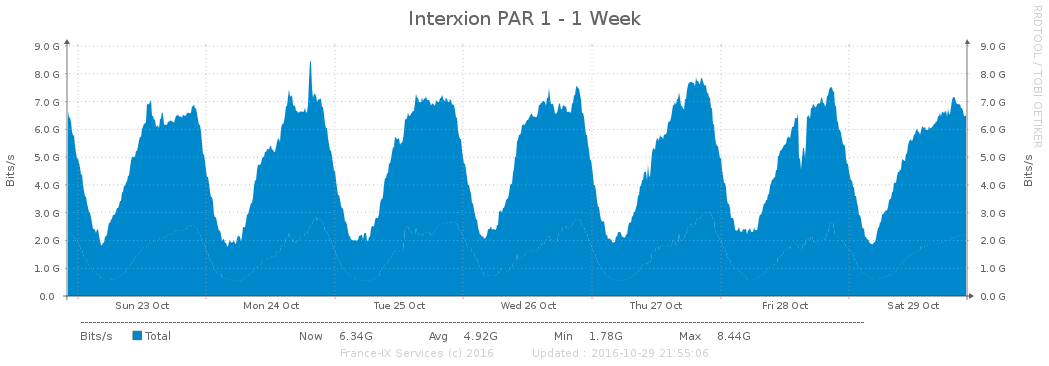 Interxion PAR 1 - 1 Week
RRDTOOL / TOBI OETIKER
Bits/s
9.0 G
8.0 G
7.0 G
6.0 G
5.0 G
4.0 G
3.0 G
2.0 G
1.0 G
0.0
9.0 G
8.0 G
7.0 G
6.0 G
5.0 G
4.0 G
3.0 G
2.0 G
1.0 G
0.0 G
Bits/s
Sun 23 Oct Mon 24 Oct Tue 25 Oct Wed 26 Oct Thu 27 Oct Fri 28 Oct Sat 29 Oct
Bits/s Total Now 6.34G Avg 4.92G Min 1.78G Max 8.44G
France-IX Services (c) 2016 Updated : 2016-10-29 21:55:06